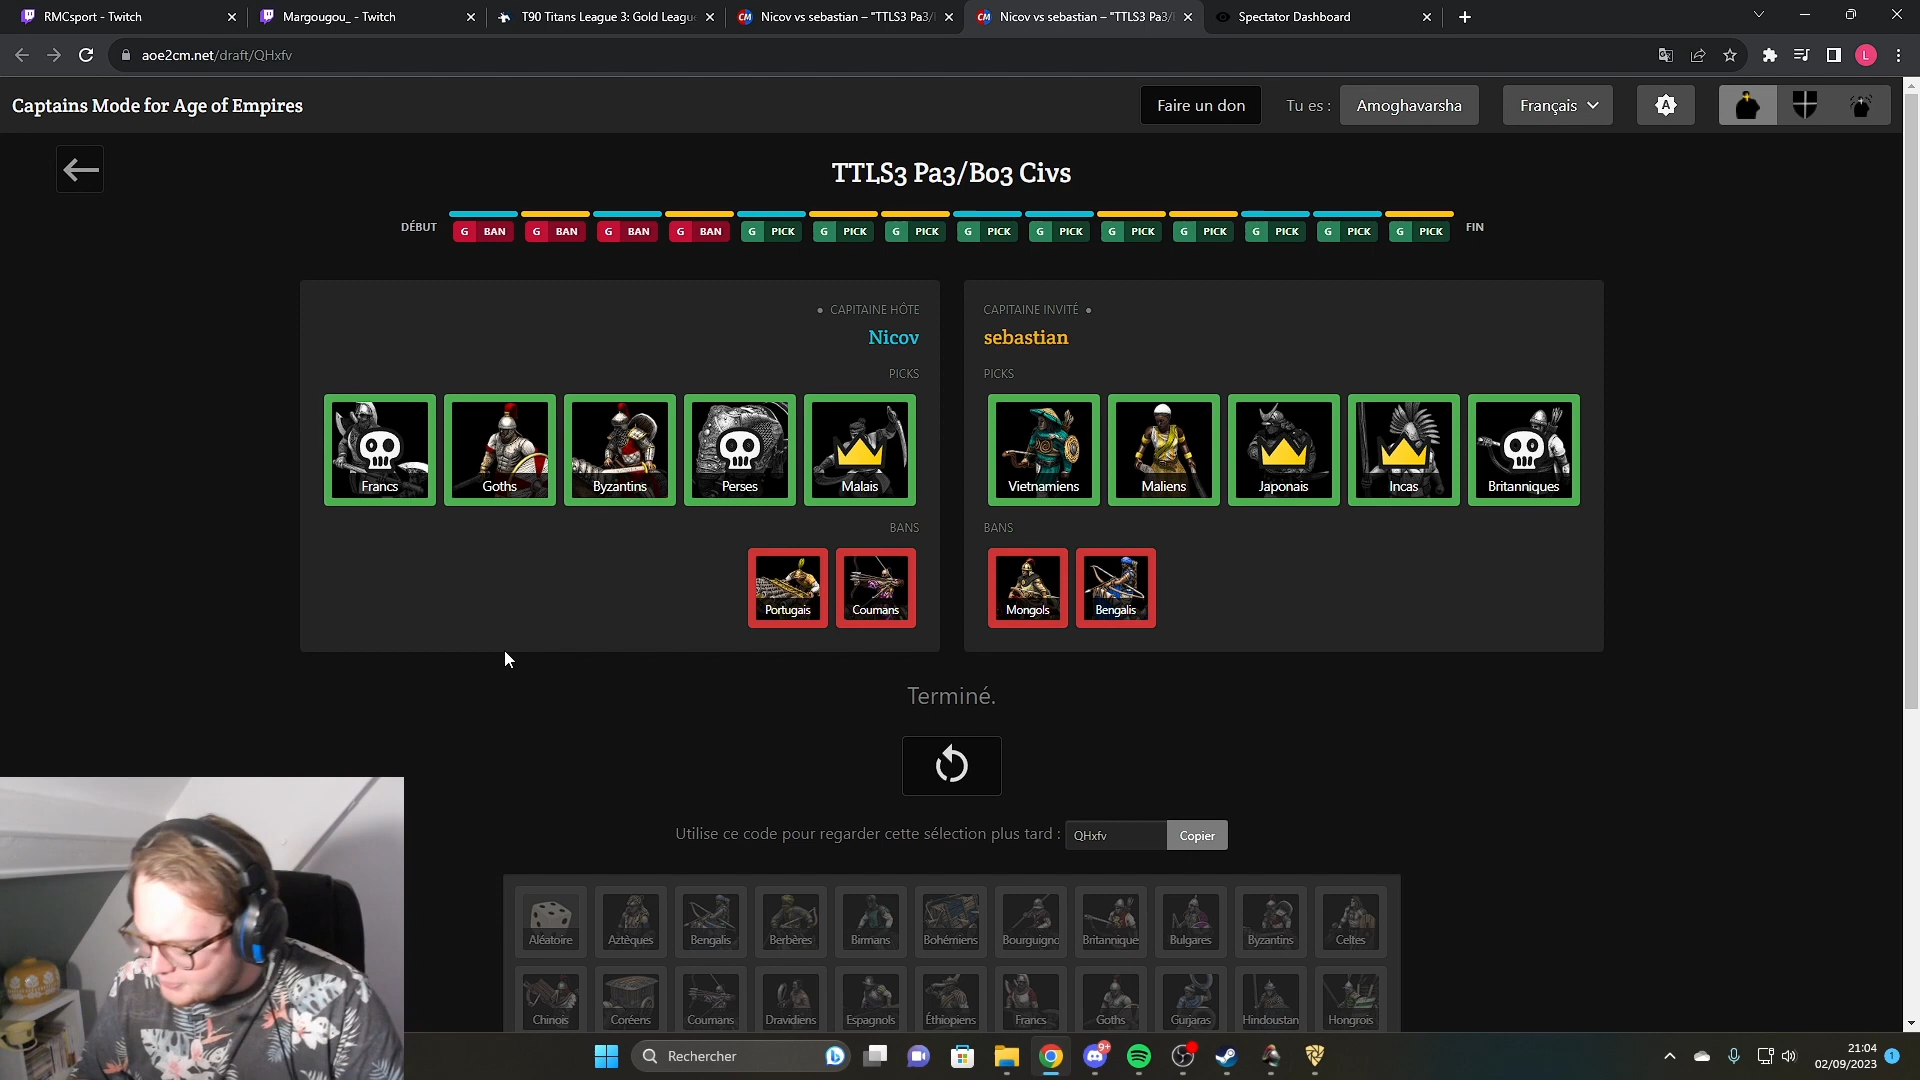 RMCsport - Twitch
Margougou_ - Twitch
T90 Titans League 3: Gold Leagu
Nicov vs sebastian – "TTLS3 Pa3/
Nicov vs sebastian – "TTLS3 Pa3/
Spectator Dashboard
aoe2cm.net/draft/QHxfv
L
Captains Mode for Age of Empires
Faire un don
Tu es :
Amoghavarsha
Français
A
TTLS3 Pa3/Bo3 Civs
DÉBUT
G BAN
G BAN
G BAN
G BAN
G PICK
G PICK
G PICK
G PICK
G PICK
G PICK
G PICK
G PICK
G PICK
G PICK
FIN
CAPITAINE HÔTE
Nicov
PICKS
Francs
Goths
Byzantins
Perses
Malais
BANS
Portugais
Coumans
CAPITAINE INVITÉ
sebastian
PICKS
Vietnamiens
Maliens
Japonais
Incas
Britanniques
BANS
Mongols
Bengalis
Terminé.
Utilise ce code pour regarder cette sélection plus tard :
QHxfv
Copier
Aléatoire
Aztèques
Bengalis
Berbères
Birmans
Bohémiens
Bourguigno
Britannique
Bulgares
Byzantins
Celtes
Chinois
Coréens
Coumans
Dravidiens
Espagnols
Éthiopiens
Francs
Goths
Gurjaras
Hindoustan
Hongrois
Rechercher
9+
21:04
02/09/2023
1